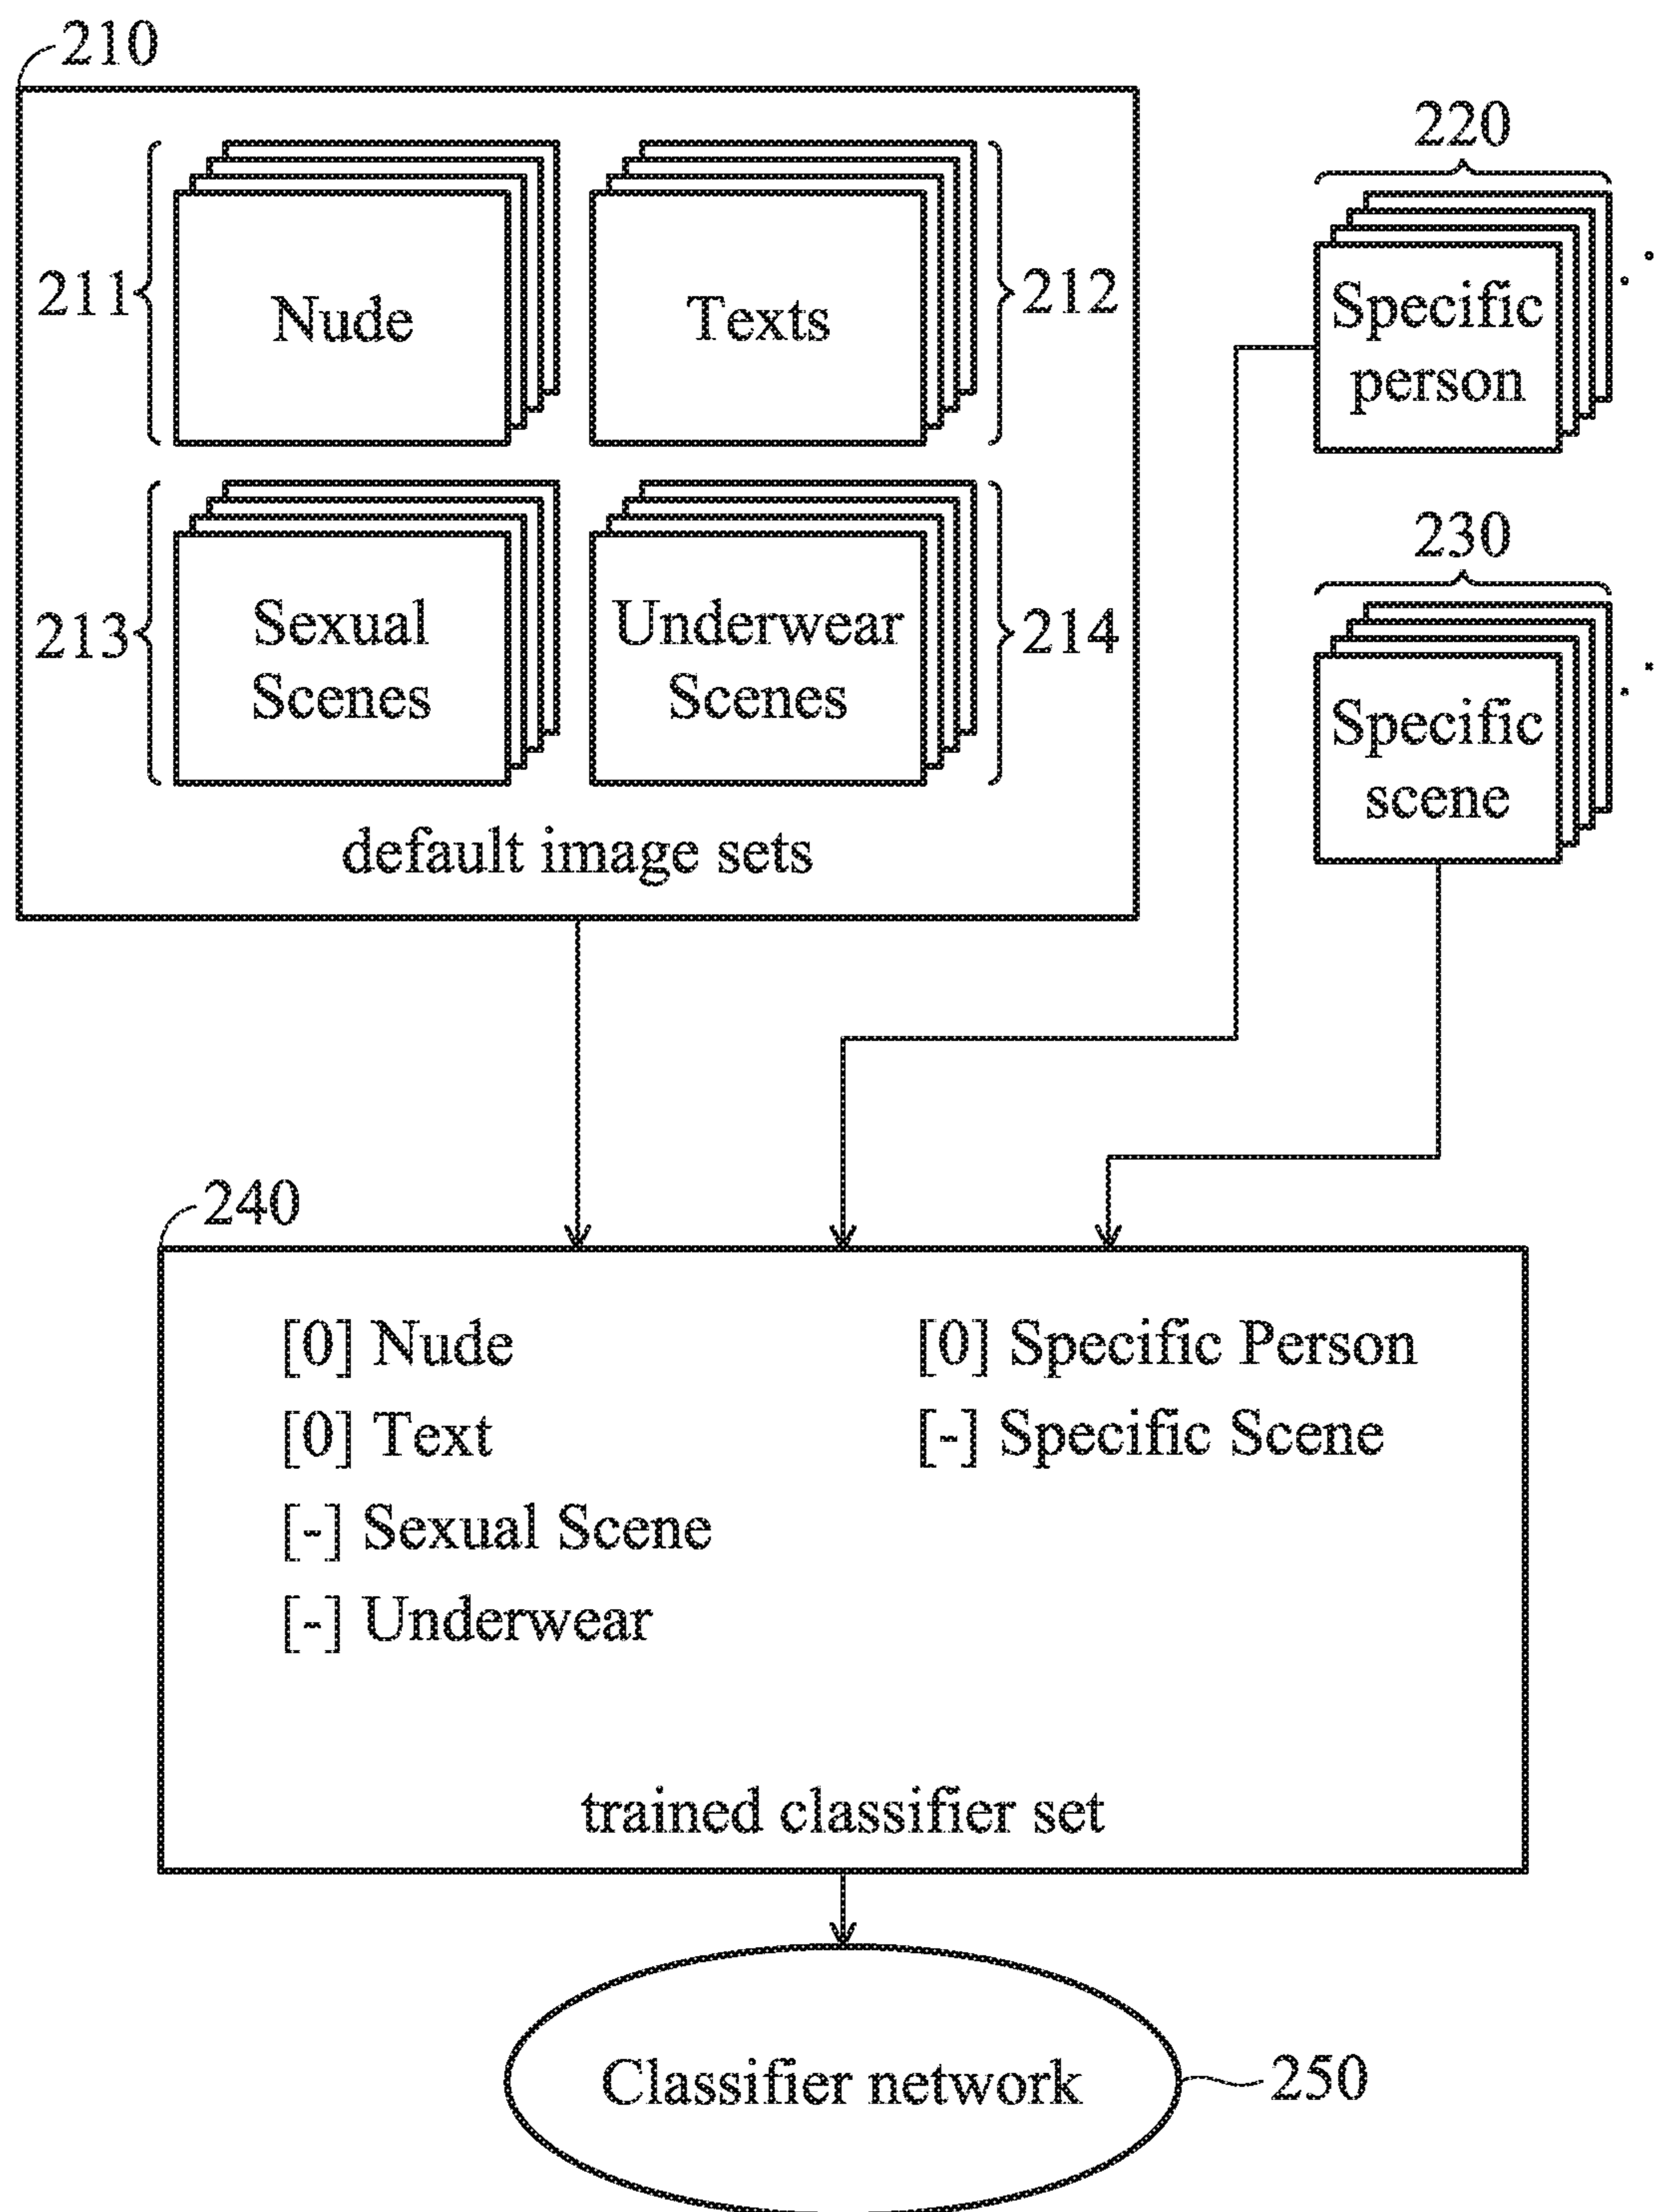 210
220
211
Nude
Texts
212
Specific
person
213
Sexual
Scenes
Underwear
Scenes
214
230
Specific
scene
default image sets
240
[0] Nude
[0] Specific Person
[0] Text
[-] Specific Scene
[-] Sexual Scene
[-] Underwear
trained classifier set
Classifier network
250